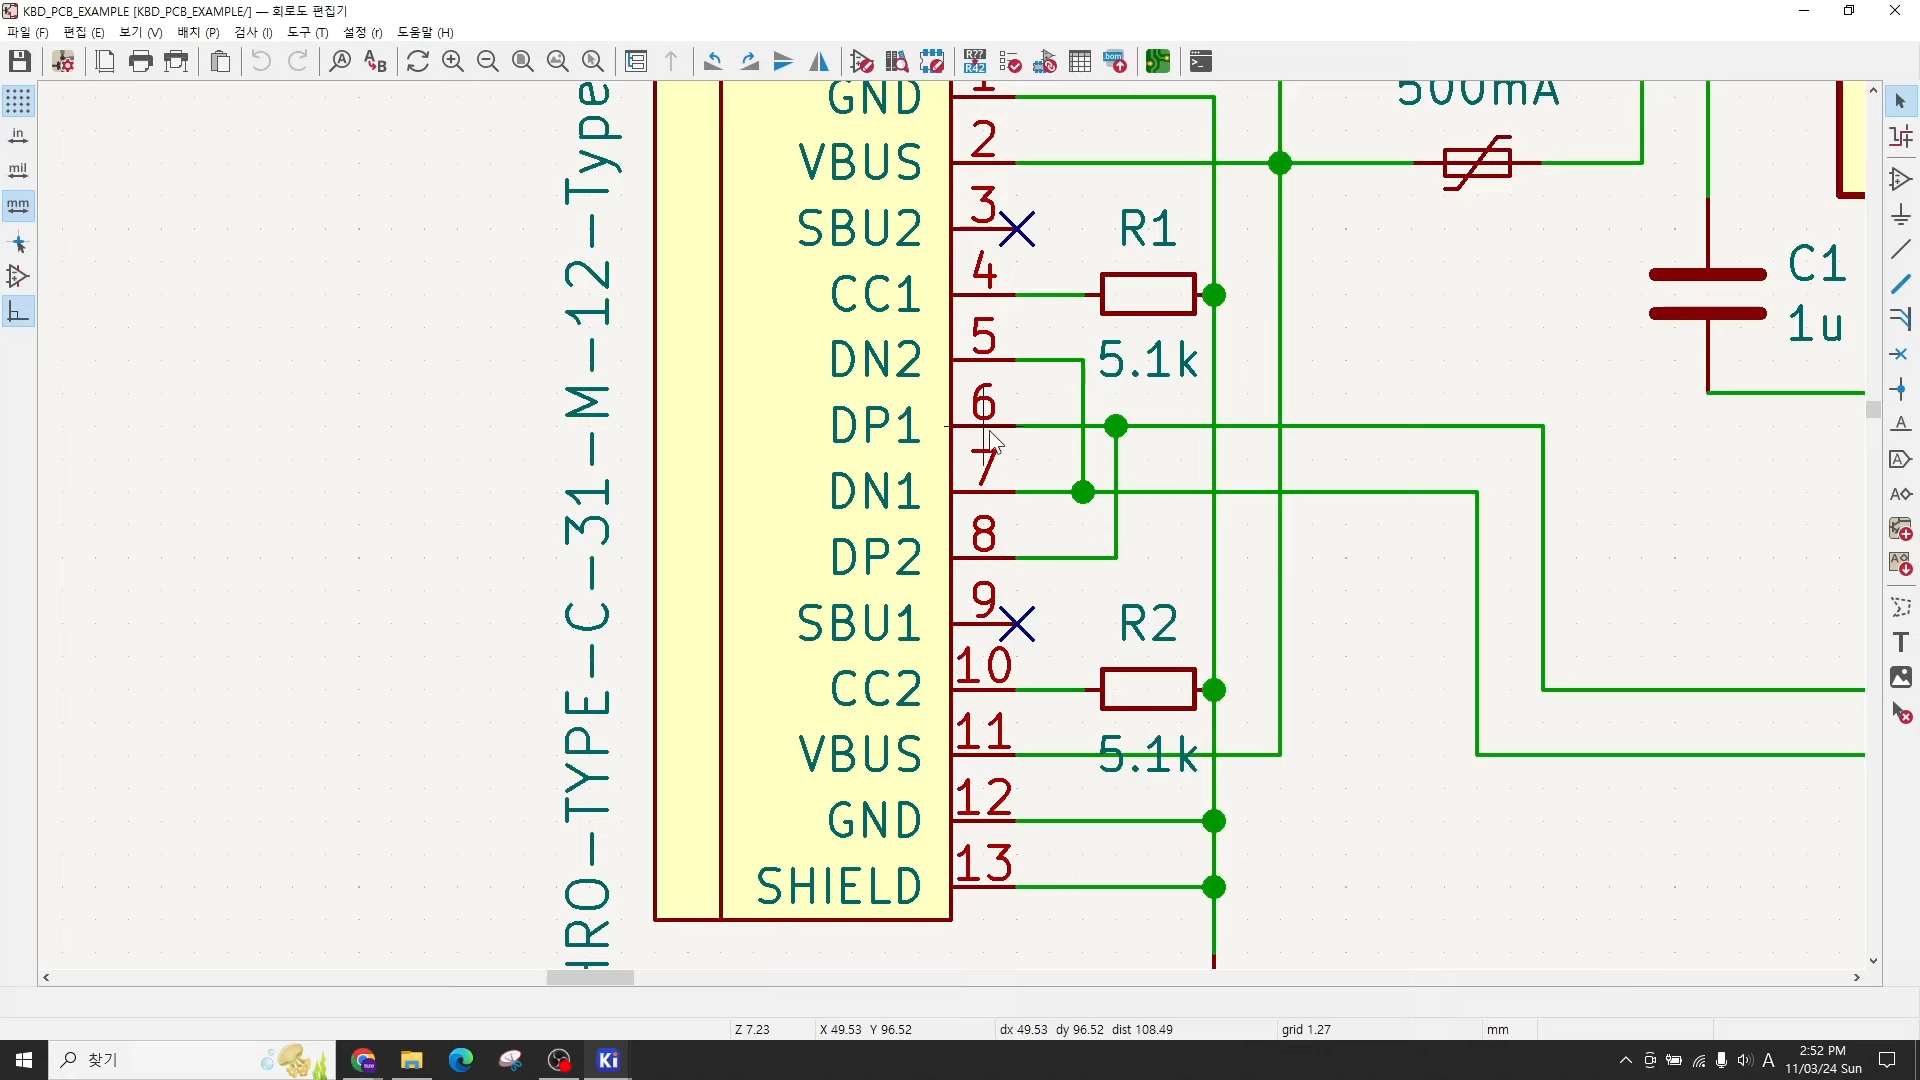 KBD_PCB_EXAMPLE [KBD_PCB_EXAMPLE/] — 회로도 편집기
파일 (F) 편집 (E) 보기 (V) 배치 (P) 검사 (I) 도구 (T) 설정 (r) 도움말 (H)
in
mil
mm
HRO-TYPE-C-31-M-12-Type
GND 1
VBUS 2
SBU2 3
CC1 4
DN2 5
DP1 6
DN1 7
DP2 8
SBU1 9
CC2 10
VBUS 11
GND 12
SHIELD 13
R1
5.1k
R2
5.1k
500mA
C1
1u
Z 7.23 X 49.53 Y 96.52 dx 49.53 dy 96.52 dist 108.49 grid 1.27 mm
찾기
Ki
A
2:52 PM
11/03/24 Sun